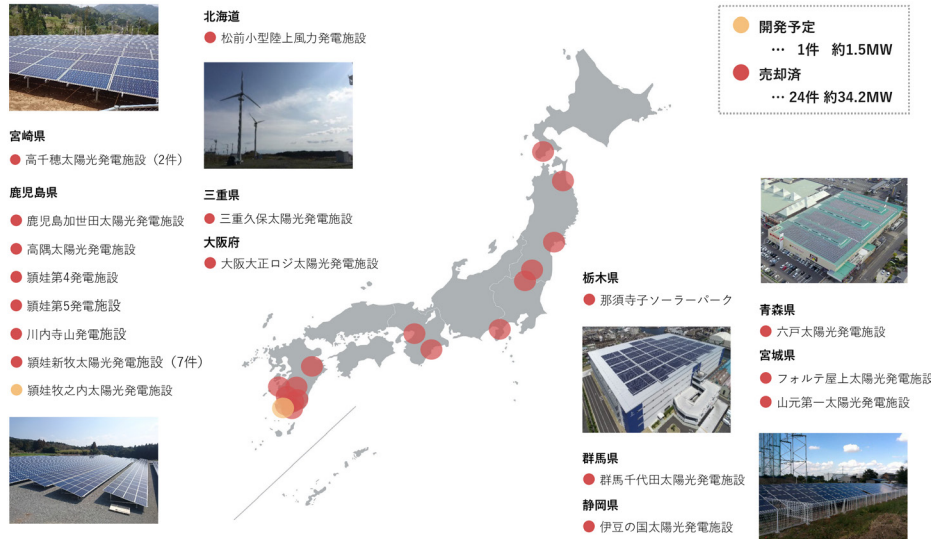 北海道
松前小型陸上風力発電施設
開発予定
… 1件 約1.5MW
売却済
… 24件 約34.2MW
宮崎県
高千穂太陽光発電施設（2件）
鹿児島県
鹿児島加世田太陽光発電施設
高隅太陽光発電施設
頴娃第4発電施設
頴娃第5発電施設
川内寺山発電施設
頴娃新牧太陽光発電施設（7件）
頴娃牧之内太陽光発電施設
三重県
三重久保太陽光発電施設
大阪府
大阪大正ロジ太陽光発電施設
栃木県
那須寺子ソーラーパーク
群馬県
群馬千代田太陽光発電施設
静岡県
伊豆の国太陽光発電施設
青森県
六戸太陽光発電施設
宮城県
フォルテ屋上太陽光発電施設
山元第一太陽光発電施設